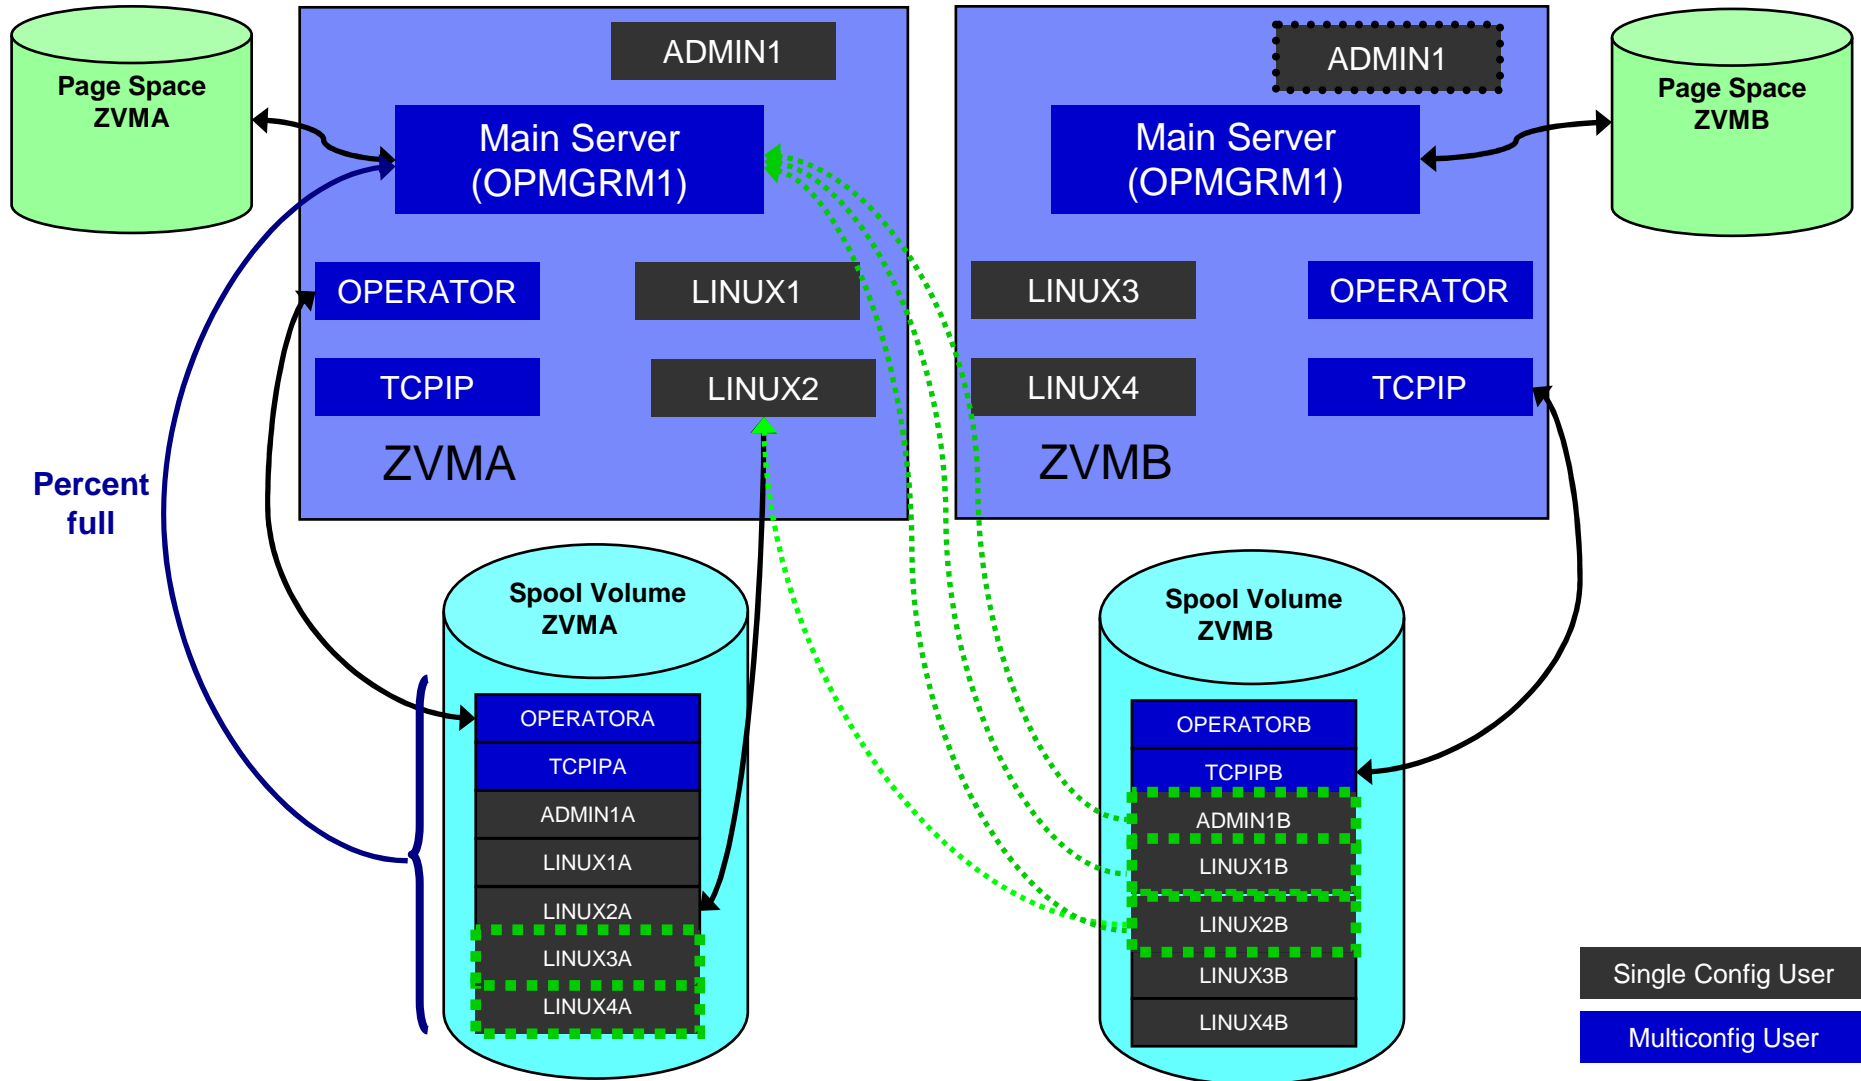 Page Space
ZVMA
ADMIN1
Main Server
(OPMGRM1)
OPERATOR
LINUX1
TCPIP
LINUX2
ZVMA
ADMIN1
Main Server
(OPMGRM1)
LINUX3
OPERATOR
LINUX4
TCPIP
ZVMB
Page Space
ZVMB
Percent
full
Spool Volume
ZVMA
OPERATORA
TCPIPA
ADMIN1A
LINUX1A
LINUX2A
LINUX3A
LINUX4A
Spool Volume
ZVMB
OPERATORB
TCPIPB
ADMIN1B
LINUX1B
LINUX2B
LINUX3B
LINUX4B
Single Config User
Multiconfig User